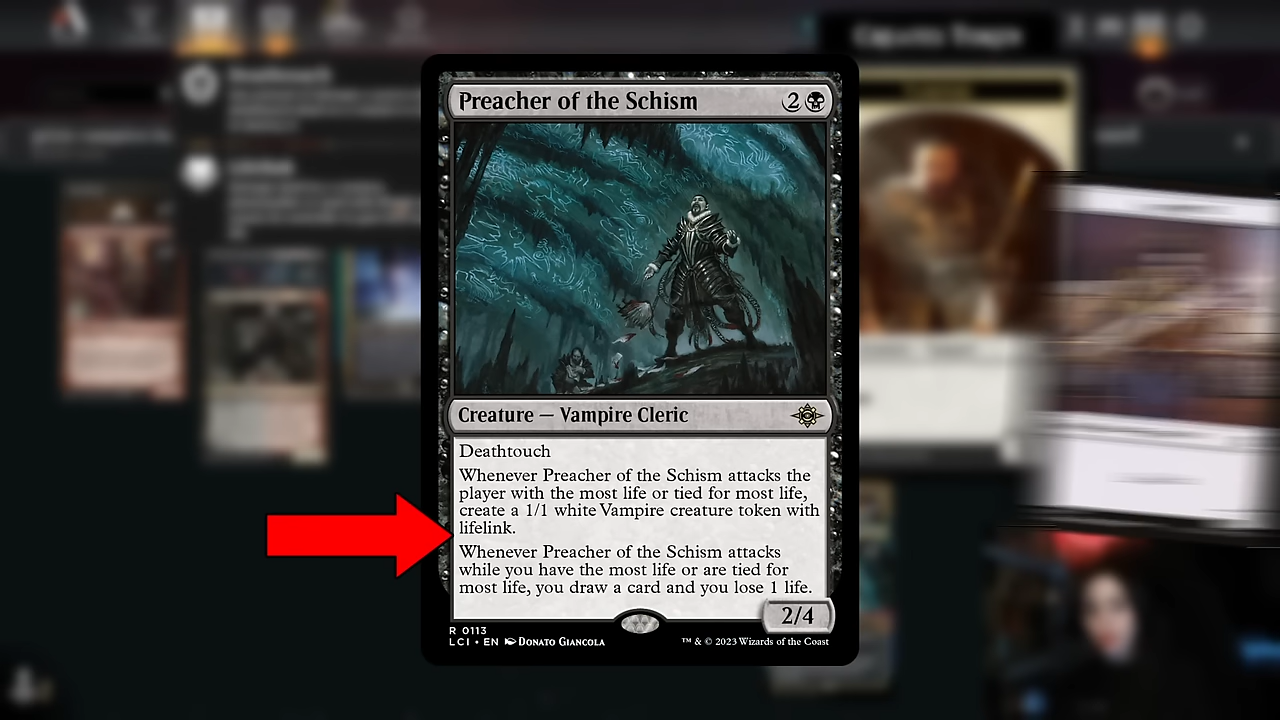 Preacher of the Schism
2
Creature — Vampire Cleric
Deathtouch
Whenever Preacher of the Schism attacks the
player with the most life or tied for most life,
create a 1/1 white Vampire creature token with
lifelink.
Whenever Preacher of the Schism attacks
while you have the most life or are tied for
most life, you draw a card and you lose 1 life.
2/4
R 0113
LCI • EN Donato Giancola
™ & © 2023 Wizards of the Coast